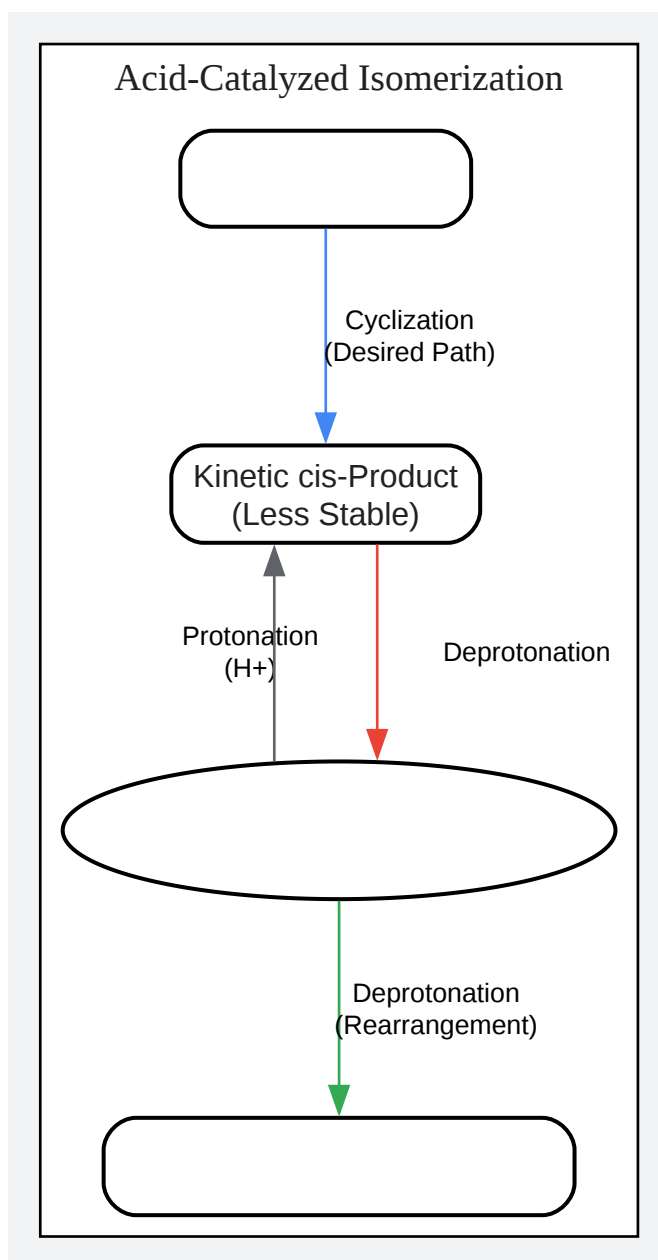 Acid-Catalyzed Isomerization
Cyclization
(Desired Path)
Kinetic cis-Product
(Less Stable)
Protonation
(H+)
Deprotonation
Deprotonation
(Rearrangement)